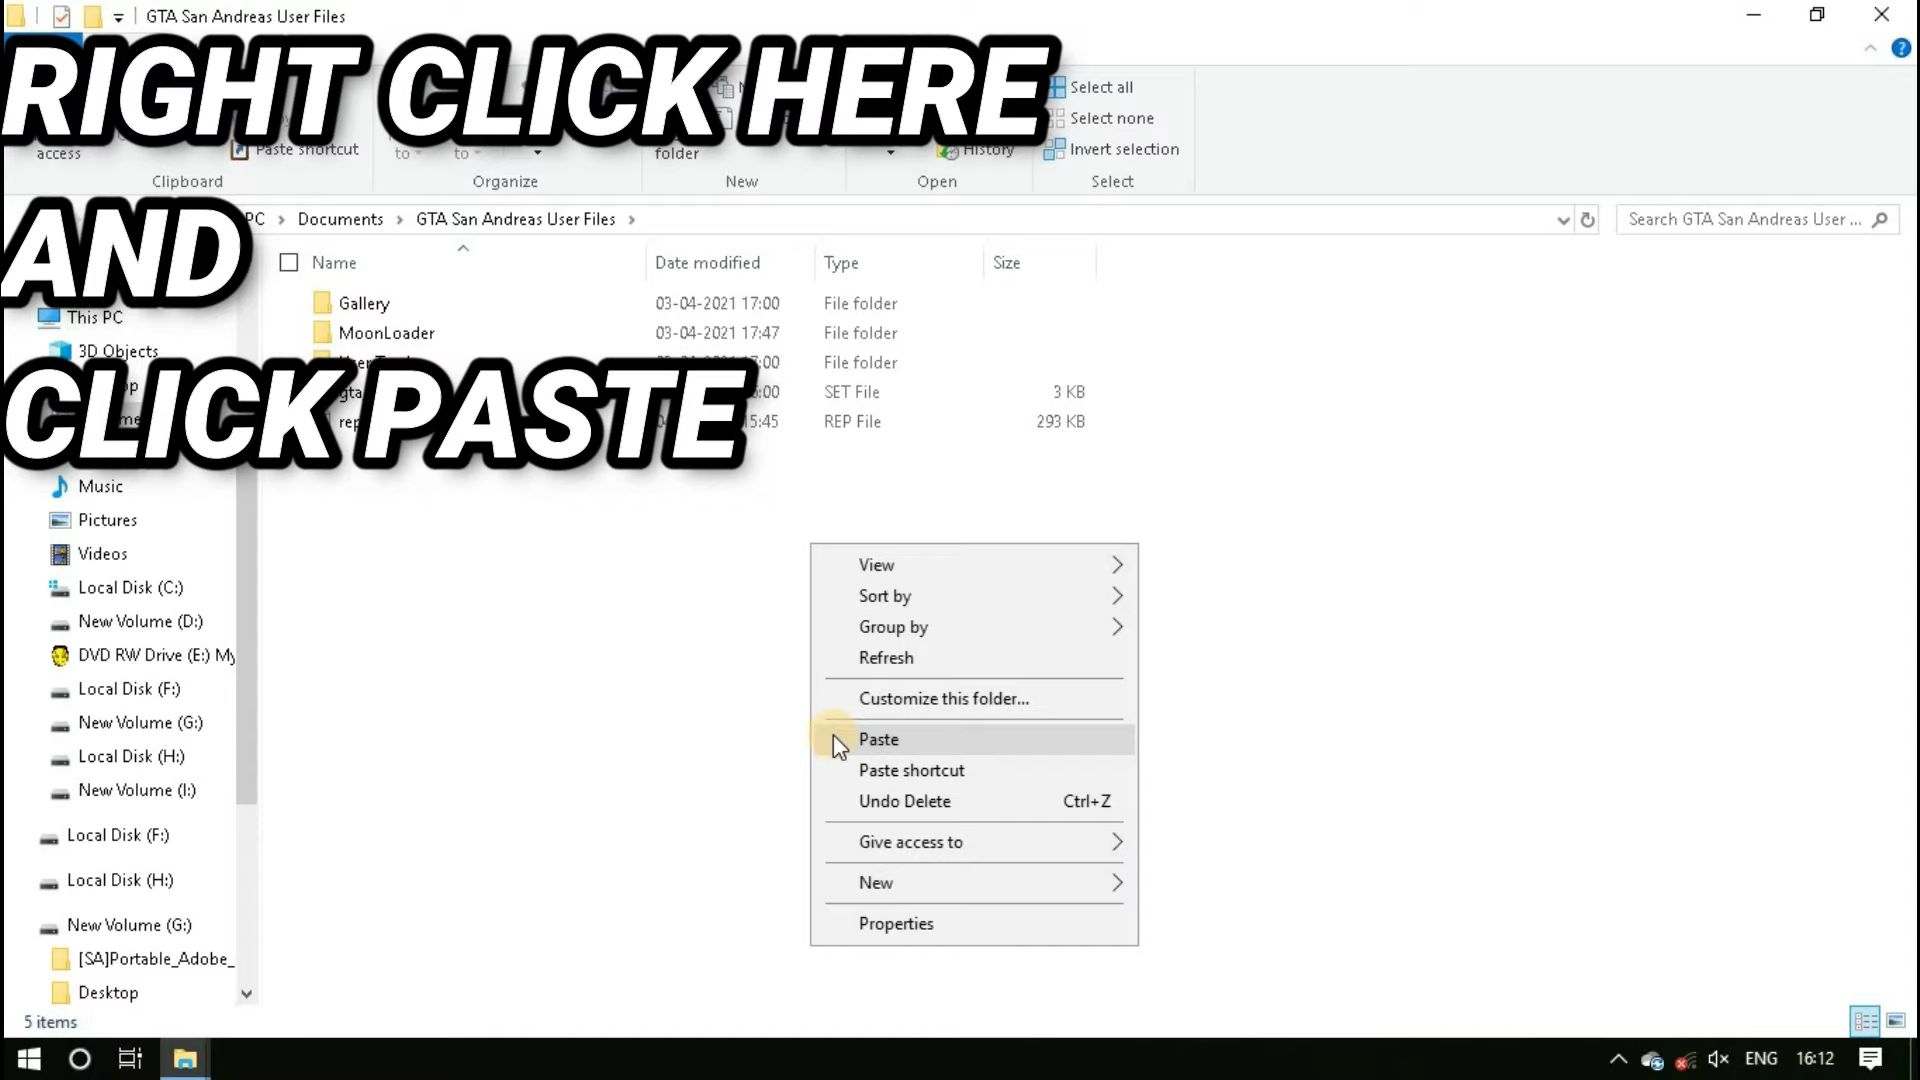 GTA San Andreas User Files
RIGHT CLICK HERE
AND
CLICK PASTE
access
Paste shortcut
to
to
folder
History
Select all
Select none
Invert selection
Clipboard
Organize
New
Open
Select
PC > Documents > GTA San Andreas User Files >
Search GTA San Andreas User ...
Name
Date modified
Type
Size
Gallery 03-04-2021 17:00 File folder
MoonLoader 03-04-2021 17:47 File folder
File folder
SET File 3 KB
REP File 293 KB
This PC
3D Objects
Music
Pictures
Videos
Local Disk (C:)
New Volume (D:)
DVD RW Drive (E:) My
Local Disk (F:)
New Volume (G:)
Local Disk (H:)
New Volume (I:)
Local Disk (F:)
Local Disk (H:)
New Volume (G:)
[SA]Portable_Adobe_
Desktop
View
Sort by
Group by
Refresh
Customize this folder...
Paste
Paste shortcut
Undo Delete Ctrl+Z
Give access to
New
Properties
5 items
ENG 16:12